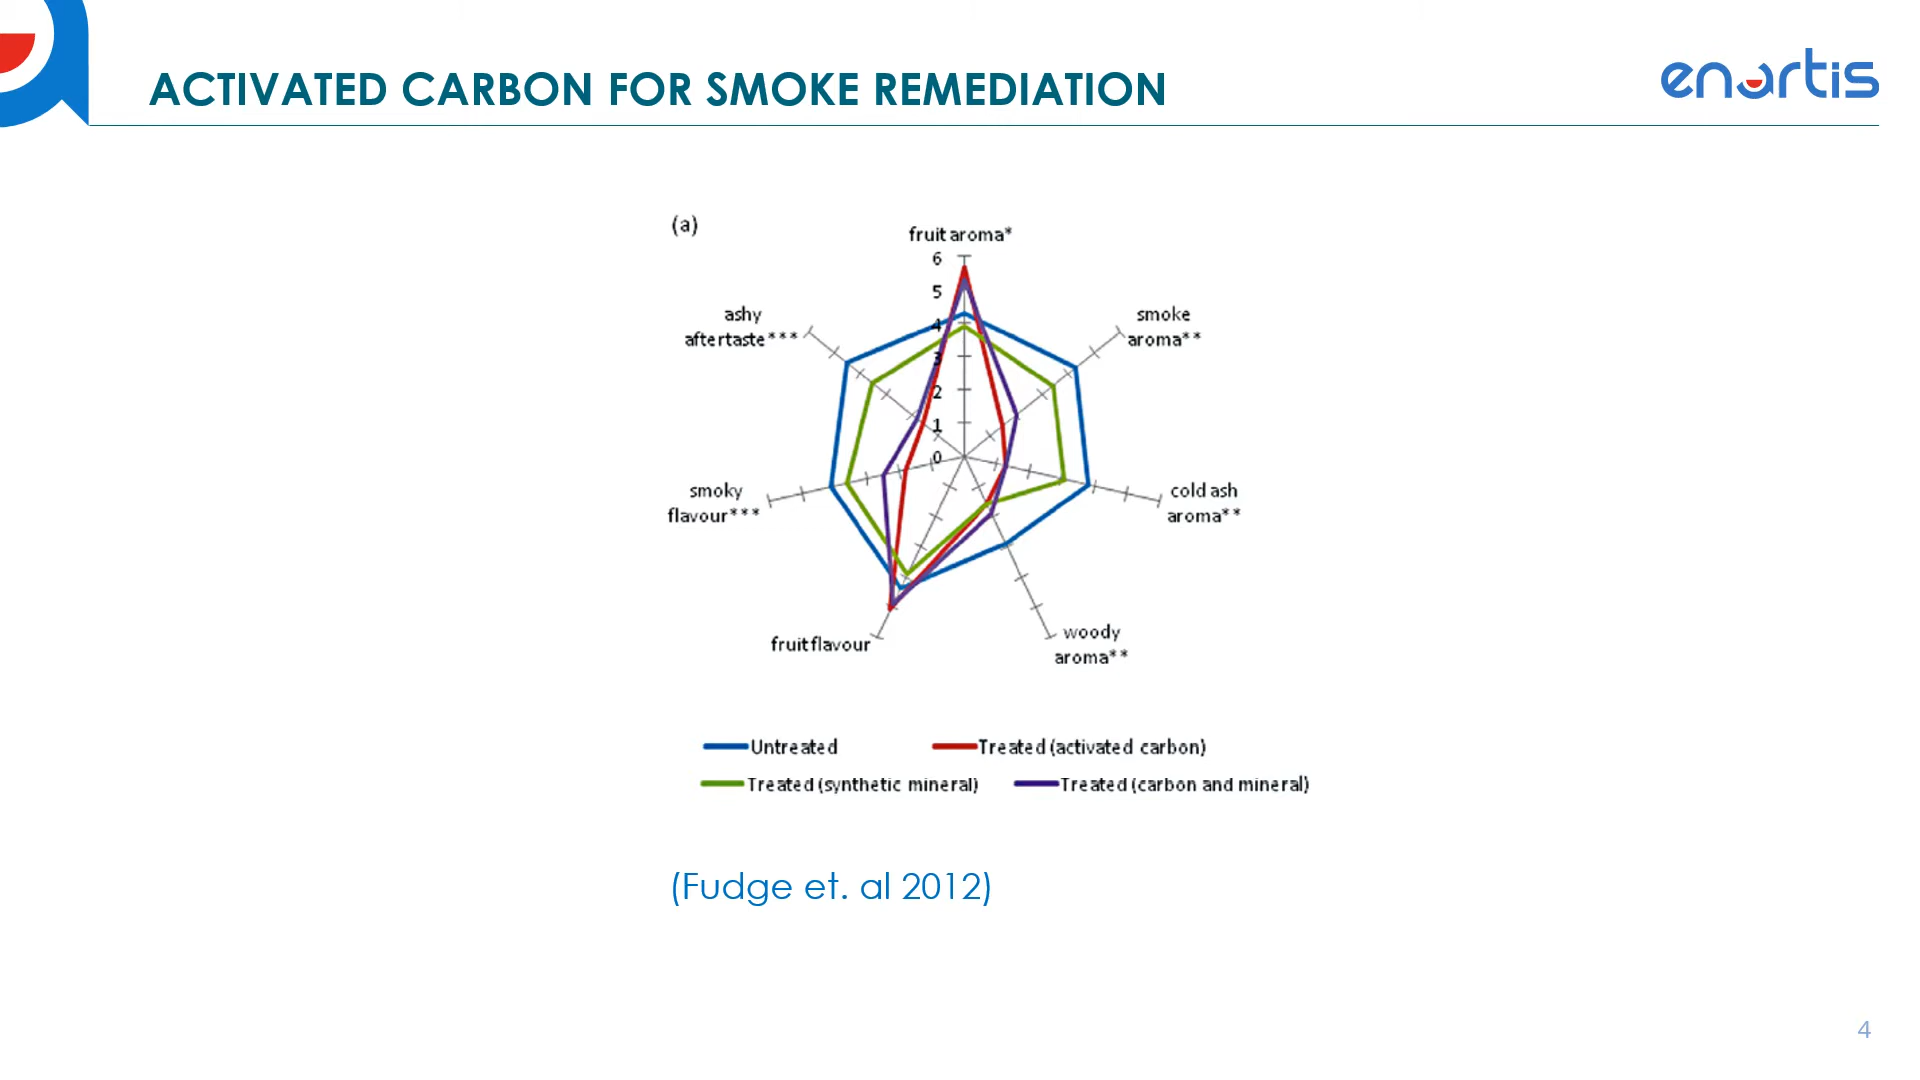 ACTIVATED CARBON FOR SMOKE REMEDIATION
enartis
(a)
fruit aroma*
6
5
4
3
2
1
0
smoke
aroma**
cold ash
aroma**
woody
aroma**
fruit flavour
smoky
flavour***
ashy
aftertaste***
Untreated
Treated (activated carbon)
Treated (synthetic mineral)
Treated (carbon and mineral)
(Fudge et. al 2012)
4